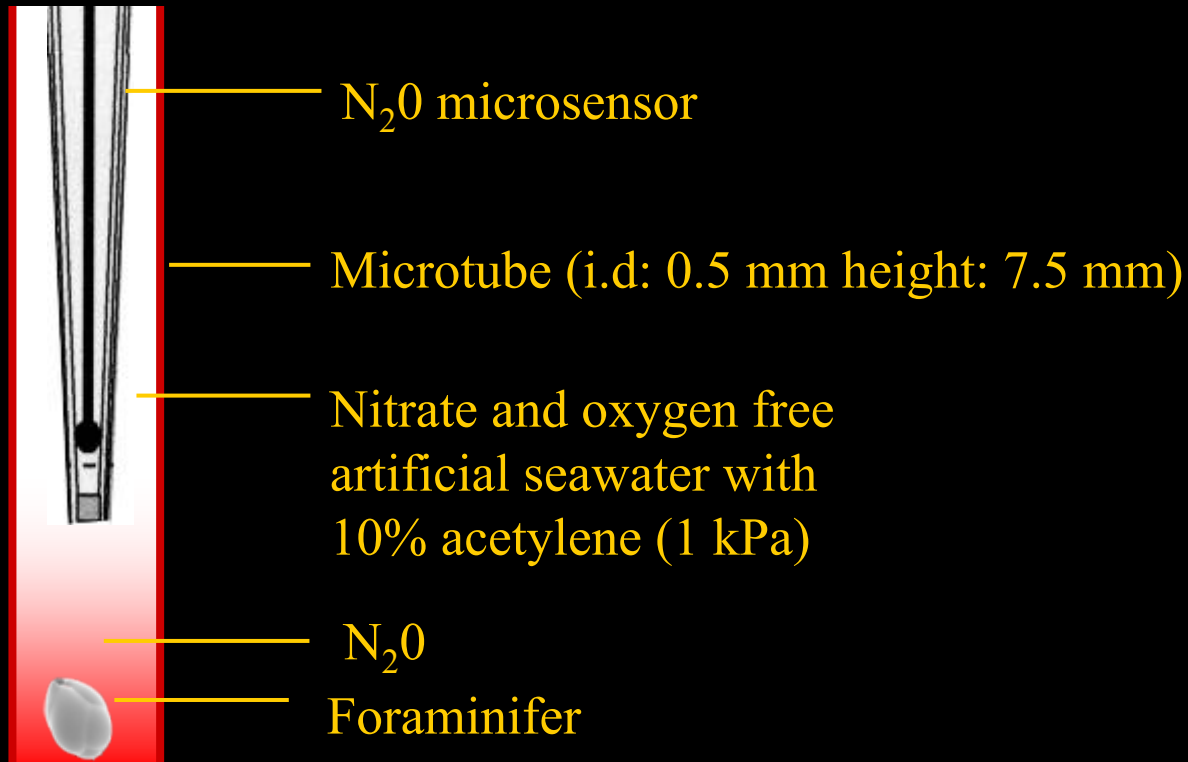 N₂0 microsensor
Microtube (i.d: 0.5 mm height: 7.5 mm)
Nitrate and oxygen free
artificial seawater with
10% acetylene (1 kPa)
N₂0
Foraminifer